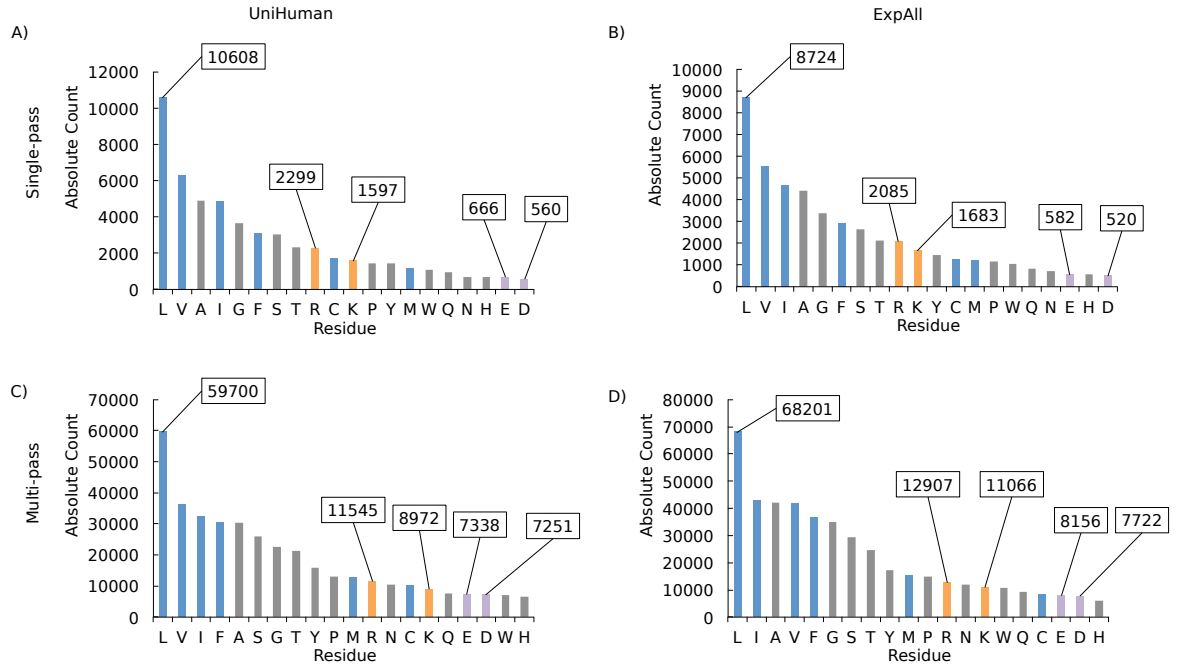 UniHuman
ExpAll
A)
Single-pass
Absolute Count
12000
10000
8000
6000
4000
2000
0
10608
2299
1597
666
560
L V A I G F S T R C K P Y M W Q N H E D
Residue
B)
Absolute Count
10000
9000
8000
7000
6000
5000
4000
3000
2000
1000
0
8724
2085
1683
582
520
L V I A G F S T R K Y C M P W Q N E H D
Residue
C)
Multi-pass
Absolute Count
70000
60000
50000
40000
30000
20000
10000
0
59700
11545
8972
7338
7251
L V I F A S G T Y P M R N C K Q E D W H
Residue
D)
Absolute Count
80000
70000
60000
50000
40000
30000
20000
10000
0
68201
12907
11066
8156
7722
L I A V F G S T Y M P R N K W Q C E D H
Residue